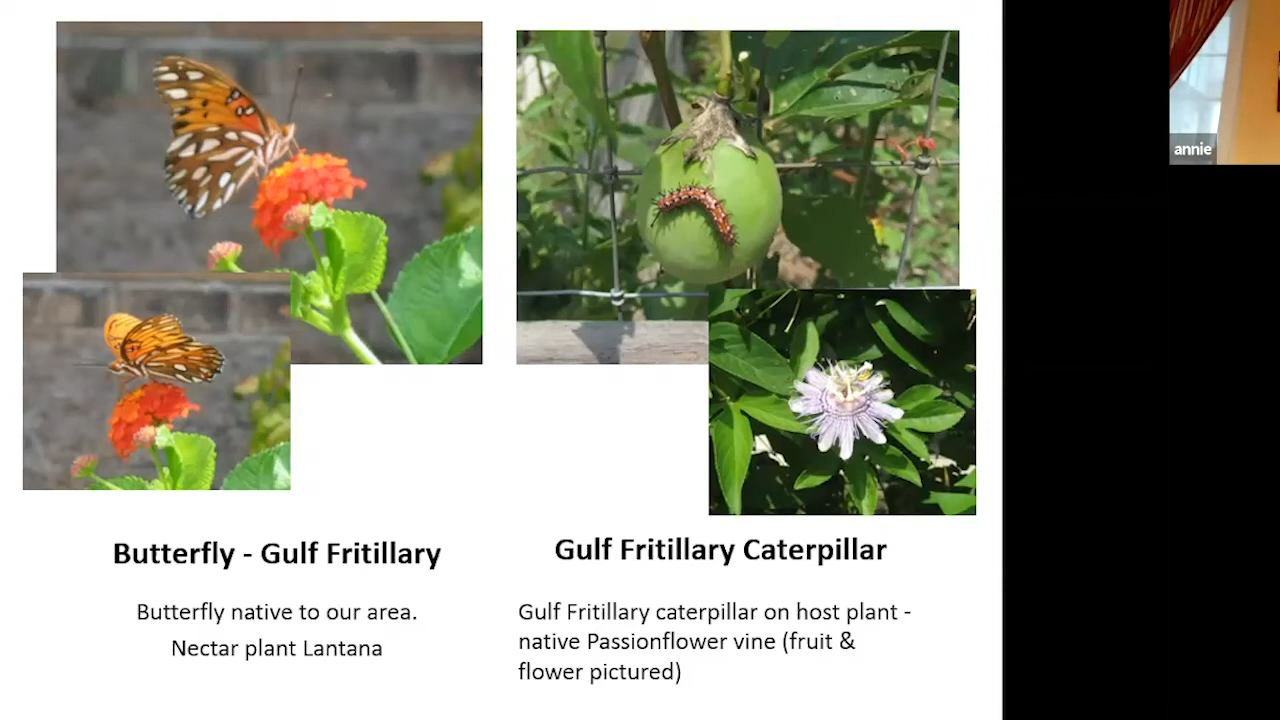 annie
Butterfly - Gulf Fritillary
Butterfly native to our area.
Nectar plant Lantana
Gulf Fritillary Caterpillar
Gulf Fritillary caterpillar on host plant -
native Passionflower vine (fruit &
flower pictured)